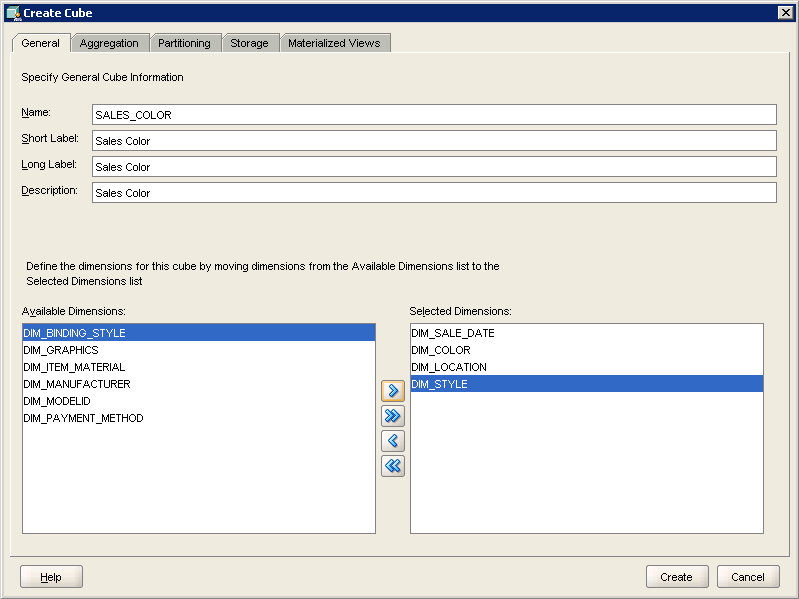 Create Cube
General Aggregation Partitioning Storage Materialized Views
Specify General Cube Information
Name: SALES_COLOR
Short Label: Sales Color
Long Label: Sales Color
Description: Sales Color
Define the dimensions for this cube by moving dimensions from the Available Dimensions list to the
Selected Dimensions list
Available Dimensions:
DIM_BINDING_STYLE
DIM_GRAPHICS
DIM_ITEM_MATERIAL
DIM_MANUFACTURER
DIM_MODELID
DIM_PAYMENT_METHOD
Selected Dimensions:
DIM_SALE_DATE
DIM_COLOR
DIM_LOCATION
DIM_STYLE
Help Create Cancel